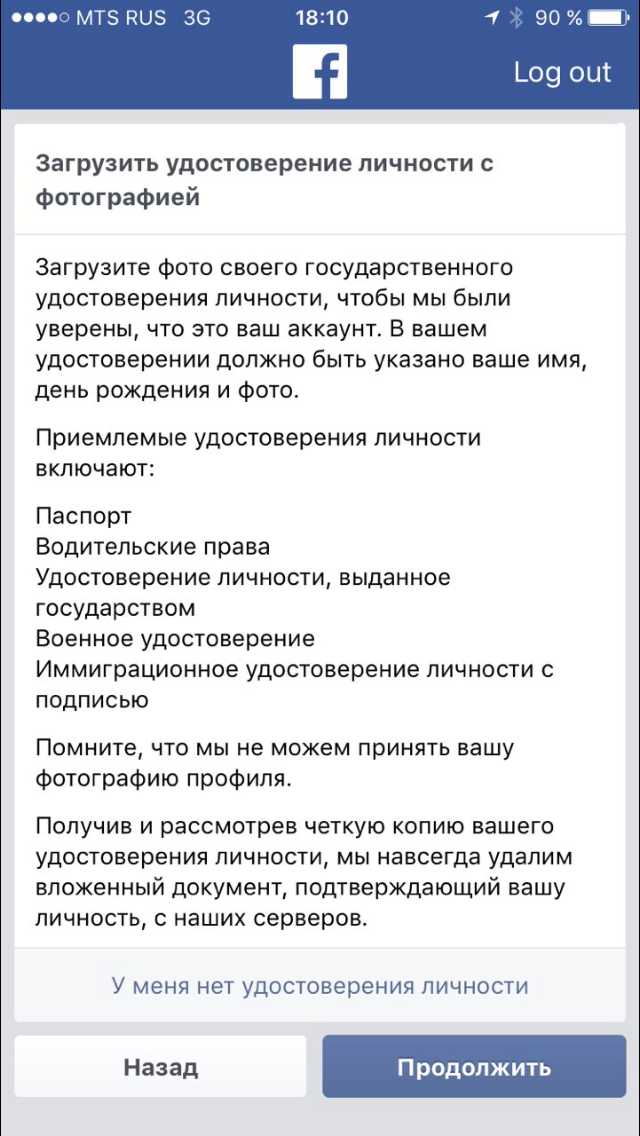 MTS RUS 3G 18:10 90 %
f Log out
Загрузить удостоверение личности с
фотографией
Загрузите фото своего государственного
удостоверения личности, чтобы мы были
уверены, что это ваш аккаунт. В вашем
удостоверении должно быть указано ваше имя,
день рождения и фото.
Приемлемые удостоверения личности
включают:
Паспорт
Водительские права
Удостоверение личности, выданное
государством
Военное удостоверение
Иммиграционное удостоверение личности с
подписью
Помните, что мы не можем принять вашу
фотографию профиля.
Получив и рассмотрев четкую копию вашего
удостоверения личности, мы навсегда удалим
вложенный документ, подтверждающий вашу
личность, с наших серверов.
У меня нет удостоверения личности
Назад Продолжить